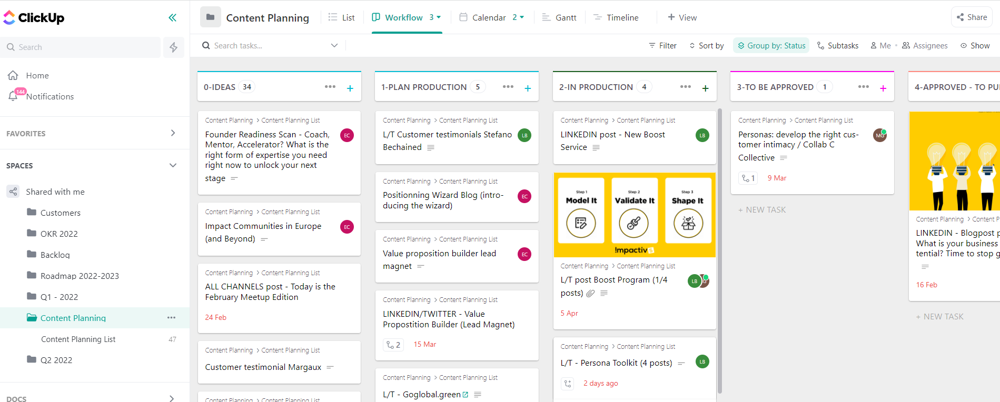 ClickUp
Search
Home
144
Notifications
FAVORITES
SPACES
Shared with me
Customers
OKR 2022
Backlog
Roadmap 2022-2023
Q1 - 2022
Content Planning
Content Planning List 47
Q2 2022
DOCS
Content Planning List Workflow 3 Calendar 2 Gantt Timeline + View Share
Search tasks... Filter Sort by Group by: Status Subtasks Me • Assignees Show
0-IDEAS 34 ••• +
Content Planning > Content Planning List
Founder Readiness Scan - Coach,
Mentor, Accelerator? What is the
right form of expertise you need
right now to unlock your next
stage
EC
Content Planning > Content Planning List
Impact Communities in Europe
(and Beyond)
EC
Content Planning > Content Planning List
ALL CHANNELS post - Today is the
February Meetup Edition
24 Feb
Content Planning > Content Planning List
Customer testimonial Margaux
Content Planning > Content Planning List
1-PLAN PRODUCTION 5 ••• +
Content Planning > Content Planning List
L/T Customer testimonials Stefano
Bechained
LB
Content Planning > Content Planning List
Positionning Wizard Blog (intro-
ducing the wizard)
EC
Content Planning > Content Planning List
Value proposition builder lead
magnet
EC
Content Planning > Content Planning List
LINKEDIN/TWITTER - Value
Propostition Builder (Lead Magnet)
2 15 Mar
Content Planning > Content Planning List
L/T - Goglobal.green
2-IN PRODUCTION 4 ••• +
Content Planning > Content Planning List
LINKEDIN post - New Boost
Service
LB
Step 1 Step 2 Step 3
Model It Validate It Shape It
!mpactivS
Content Planning > Content Planning List
L/T post Boost Program (1/4
posts)
LB G
5 Apr
Content Planning > Content Planning List
L/T - Persona Toolkit (4 posts)
LB
2 days ago
3-TO BE APPROVED 1 ••• +
Content Planning > Content Planning List
Personas: develop the right cus-
tomer intimacy / Collab C
Collective
MG
1 9 Mar
+ NEW TASK
4-APPROVED - TO PU
Content Planning > Content P
LINKEDIN - Blogpost p
What is your business
tential? Time to stop g
16 Feb
+ NEW TASK